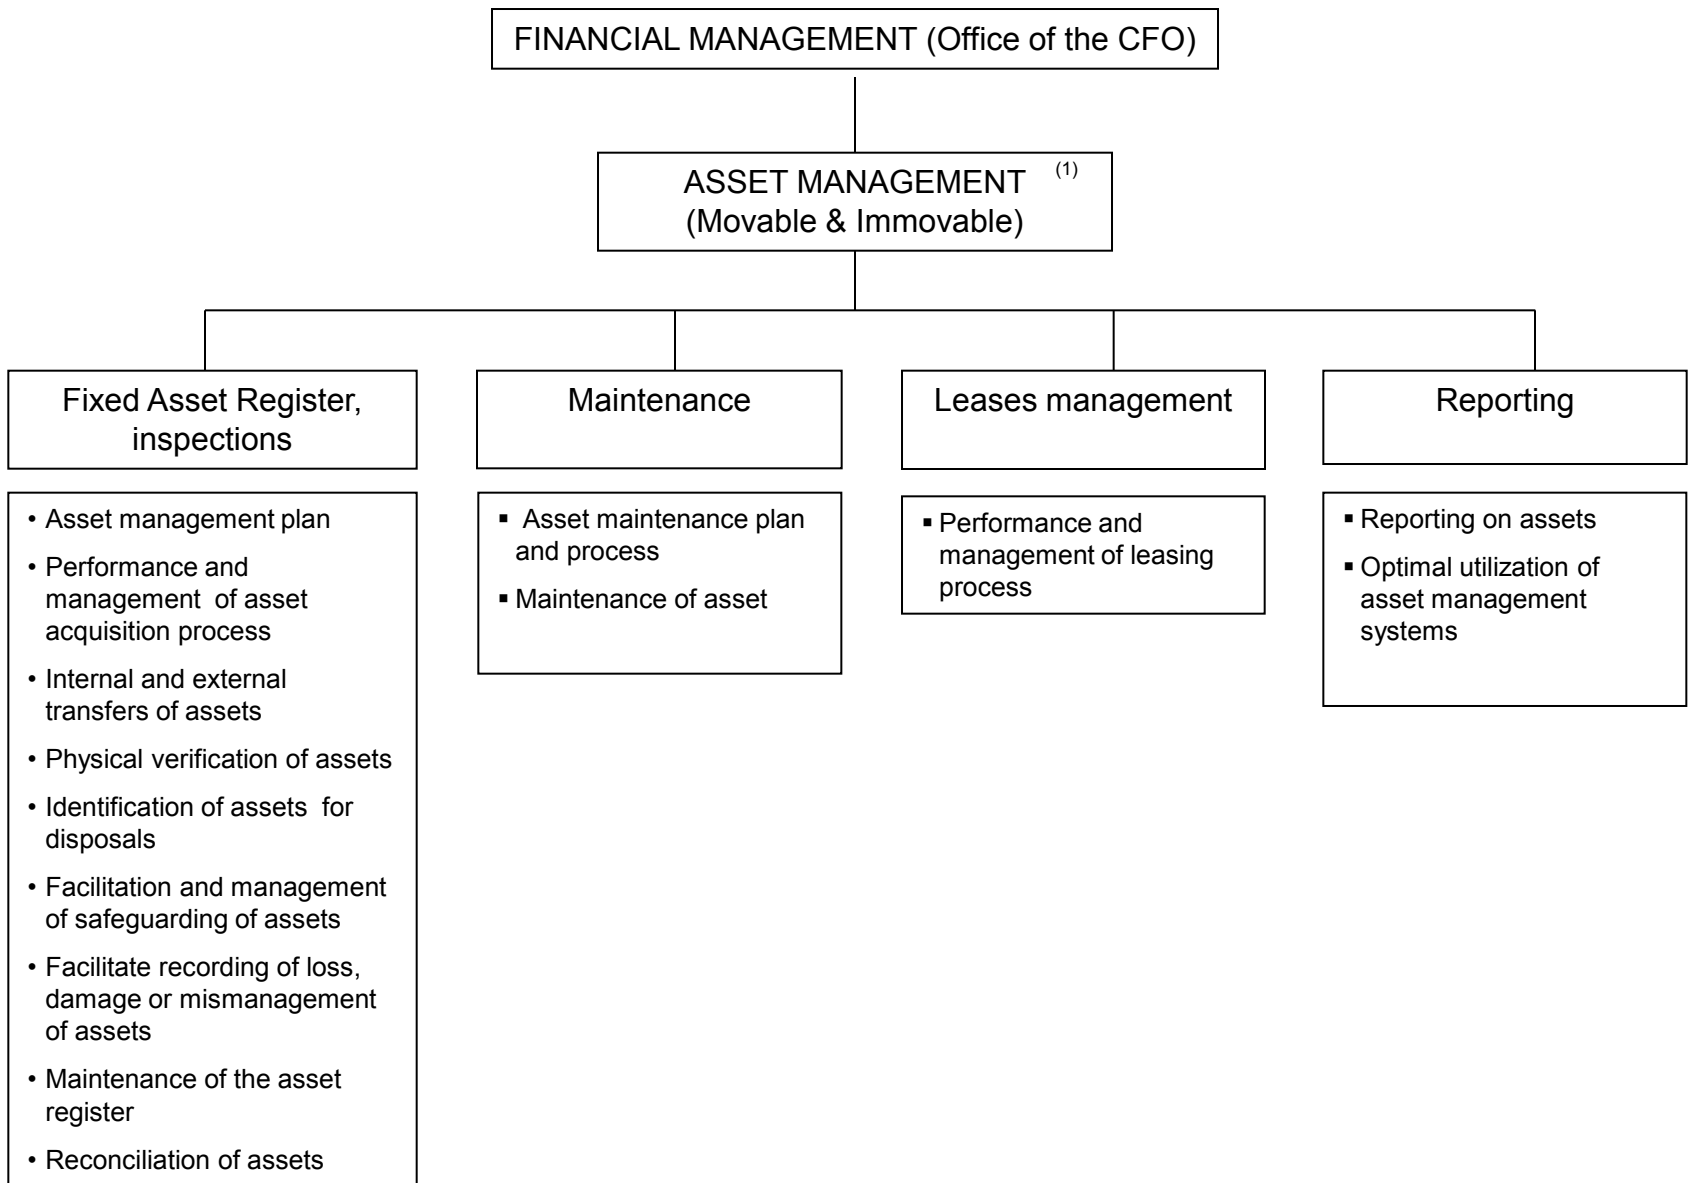 FINANCIAL MANAGEMENT (Office of the CFO)
ASSET MANAGEMENT (1)
(Movable & Immovable)
Fixed Asset Register,
inspections
• Asset management plan
• Performance and
management of asset
acquisition process
• Internal and external
transfers of assets
• Physical verification of assets
• Identification of assets for
disposals
• Facilitation and management
of safeguarding of assets
• Facilitate recording of loss,
damage or mismanagement
of assets
• Maintenance of the asset
register
• Reconciliation of assets
Maintenance
▪ Asset maintenance plan
and process
▪ Maintenance of asset
Leases management
▪ Performance and
management of leasing
process
Reporting
▪ Reporting on assets
▪ Optimal utilization of
asset management
systems